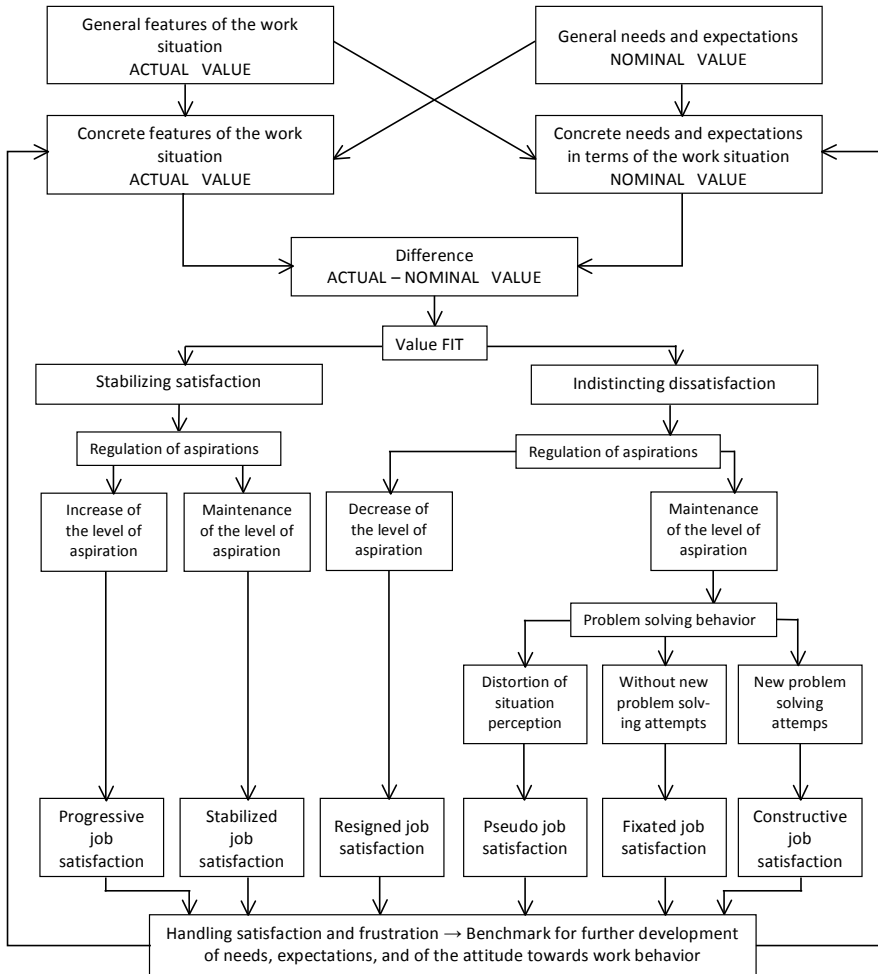 General features of the work
situation
ACTUAL VALUE
General needs and expectations
NOMINAL VALUE
Concrete features of the work
situation
ACTUAL VALUE
Concrete needs and expectations
in terms of the work situation
NOMINAL VALUE
Difference
ACTUAL – NOMINAL VALUE
Value FIT
Stabilizing satisfaction
Indistincting dissatisfaction
Regulation of aspirations
Regulation of aspirations
Increase of
the level of
aspiration
Maintenance
of the level of
aspiration
Decrease of
the level of
aspiration
Maintenance
of the level of
aspiration
Problem solving behavior
Distortion of
situation
perception
Without new
problem solv-
ing attempts
New problem
solving
attemps
Progressive
job
satisfaction
Stabilized
job
satisfaction
Resigned job
satisfaction
Pseudo job
satisfaction
Fixated job
satisfaction
Constructive
job
satisfaction
Handling satisfaction and frustration → Benchmark for further development
of needs, expectations, and of the attitude towards work behavior